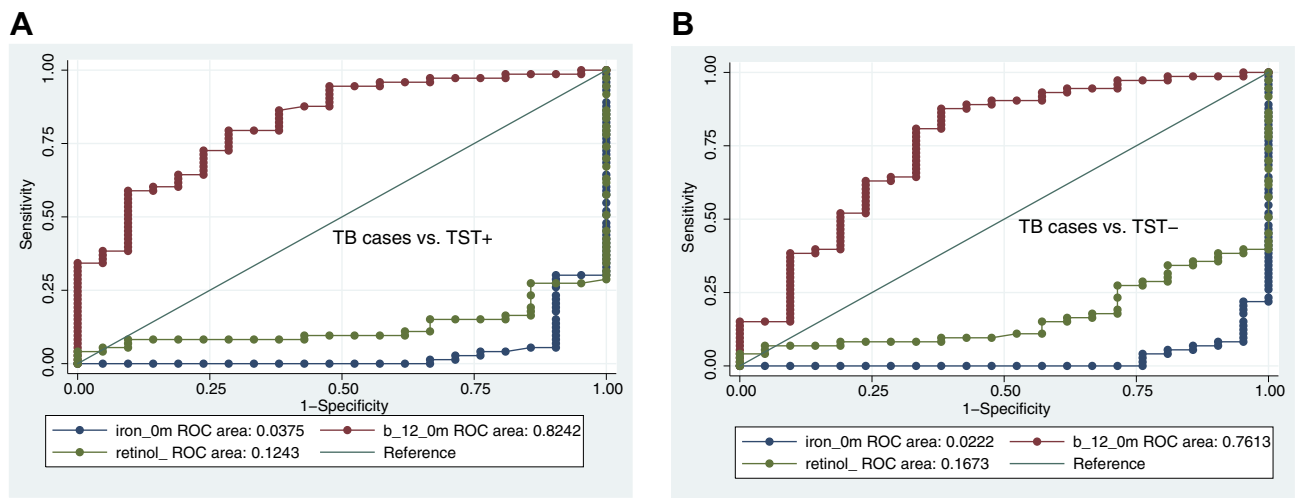 A
1.00
0.75
0.50
0.25
0.00
Sensitivity
TB cases vs. TST+
0.00 0.25 0.50 0.75 1.00
1−Specificity
iron_0m ROC area: 0.0375 b_12_0m ROC area: 0.8242
retinol_ ROC area: 0.1243 Reference
B
1.00
0.75
0.50
0.25
0.00
Sensitivity
TB cases vs. TST−
0.00 0.25 0.50 0.75 1.00
1−Specificity
iron_0m ROC area: 0.0222 b_12_0m ROC area: 0.7613
retinol_ ROC area: 0.1673 Reference